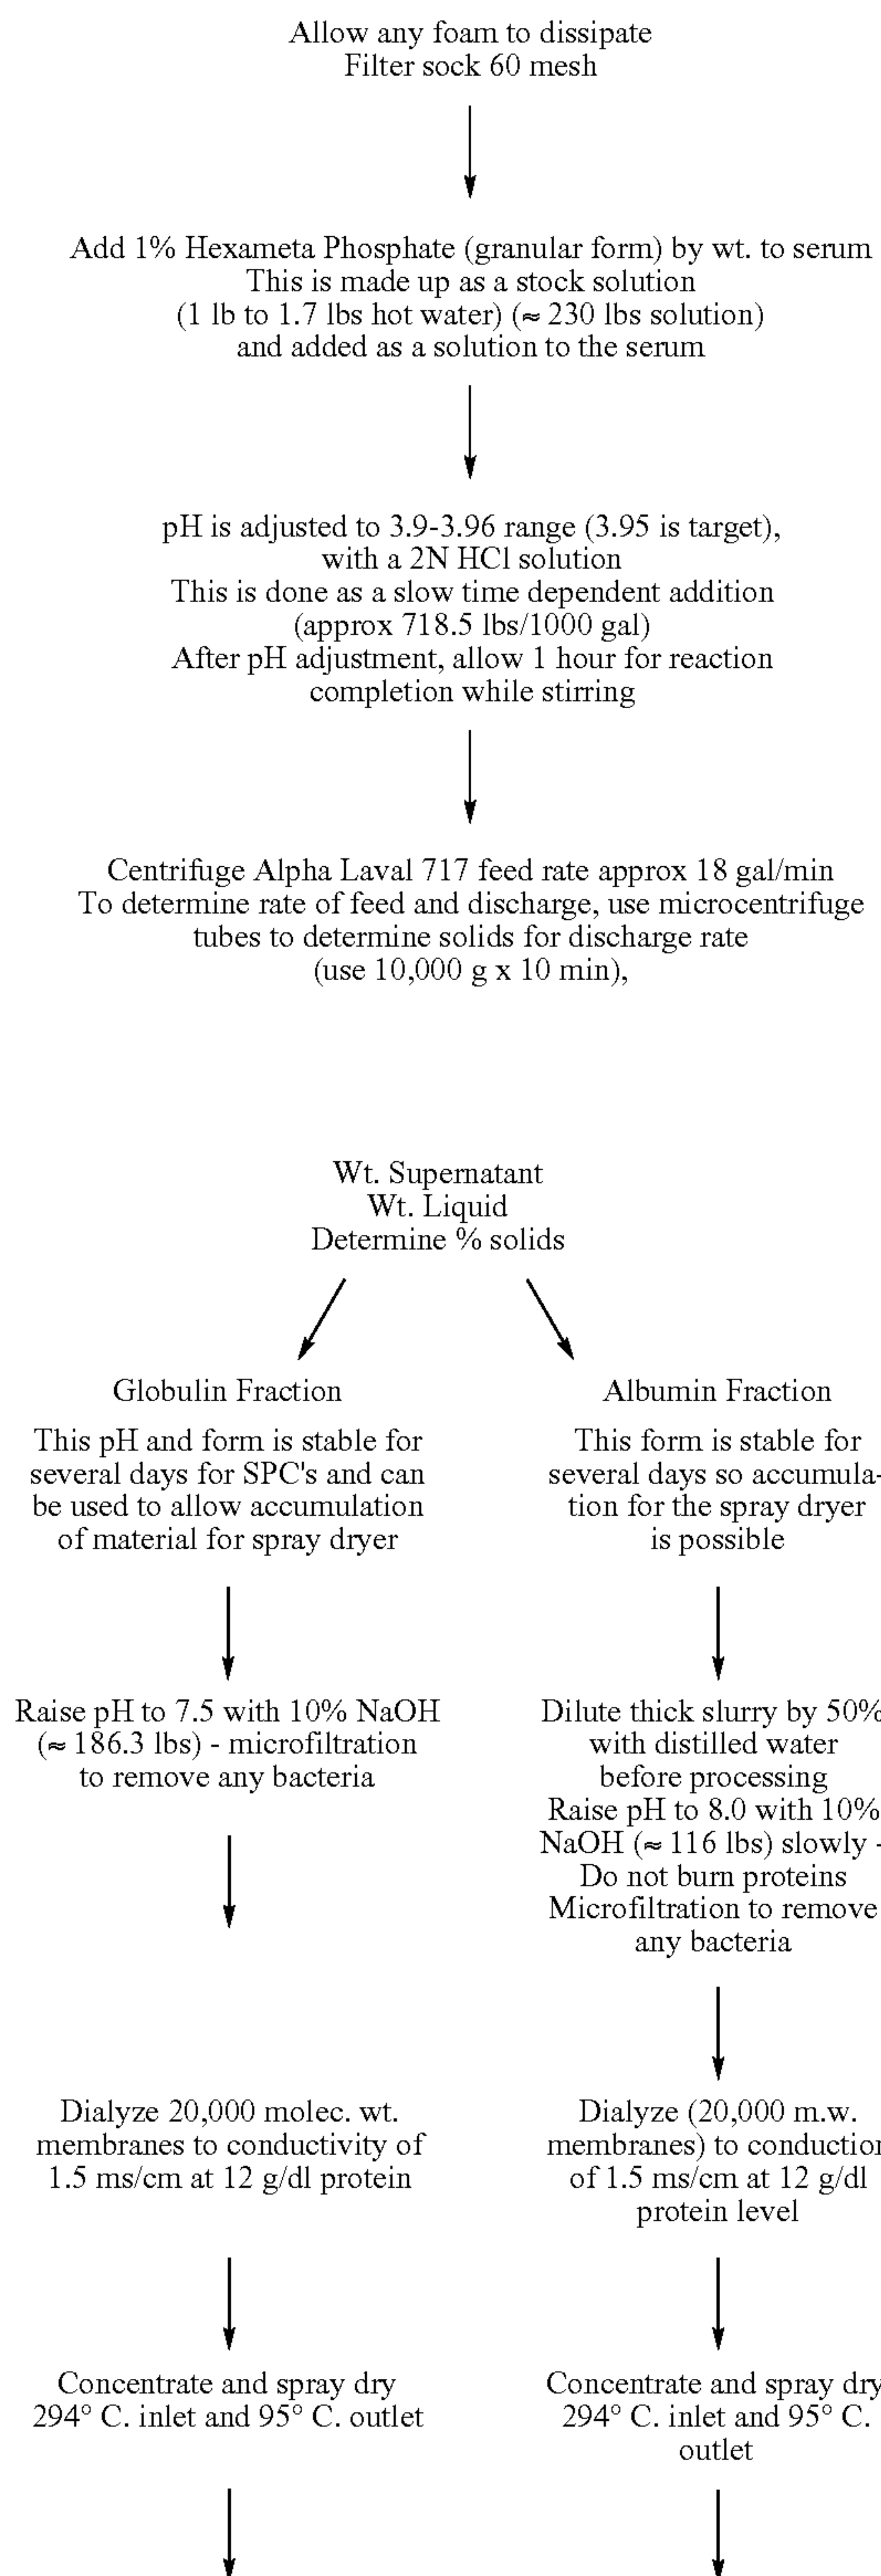 Allow any foam to dissipate
Filter sock 60 mesh
Add 1% Hexameta Phosphate (granular form) by wt. to serum
This is made up as a stock solution
(1 lb to 1.7 lbs hot water) (≈ 230 lbs solution)
and added as a solution to the serum
pH is adjusted to 3.9-3.96 range (3.95 is target),
with a 2N HCl solution
This is done as a slow time dependent addition
(approx 718.5 lbs/1000 gal)
After pH adjustment, allow 1 hour for reaction
completion while stirring
Centrifuge Alpha Laval 717 feed rate approx 18 gal/min
To determine rate of feed and discharge, use microcentrifuge
tubes to determine solids for discharge rate
(use 10,000 g x 10 min),
Wt. Supernatant
Wt. Liquid
Determine % solids
Globulin Fraction
This pH and form is stable for
several days for SPC's and can
be used to allow accumulation
of material for spray dryer
Raise pH to 7.5 with 10% NaOH
(≈ 186.3 lbs) - microfiltration
to remove any bacteria
Dialyze 20,000 molec. wt.
membranes to conductivity of
1.5 ms/cm at 12 g/dl protein
Concentrate and spray dry
294° C. inlet and 95° C. outlet
Albumin Fraction
This form is stable for
several days so accumula-
tion for the spray dryer
is possible
Dilute thick slurry by 50%
with distilled water
before processing
Raise pH to 8.0 with 10%
NaOH (≈ 116 lbs) slowly -
Do not burn proteins
Microfiltration to remove
any bacteria
Dialyze (20,000 m.w.
membranes) to conduction
of 1.5 ms/cm at 12 g/dl
protein level
Concentrate and spray dry
294° C. inlet and 95° C.
outlet